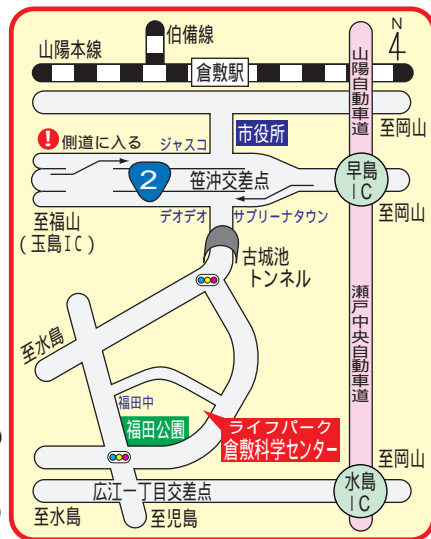 伯備線
N
山陽本線
倉敷駅
山陽自動車道
至岡山
市役所
! 側道に入る
ジャスコ
2
笹沖交差点
早島
IC
至福山
(玉島IC)
デオデオ
サブリーナタウン
至岡山
古城池
トンネル
至水島
瀬戸中央自動車道
福田中
福田公園
ライフパーク
倉敷科学センター
至岡山
広江一丁目交差点
水島
IC
至水島
至児島